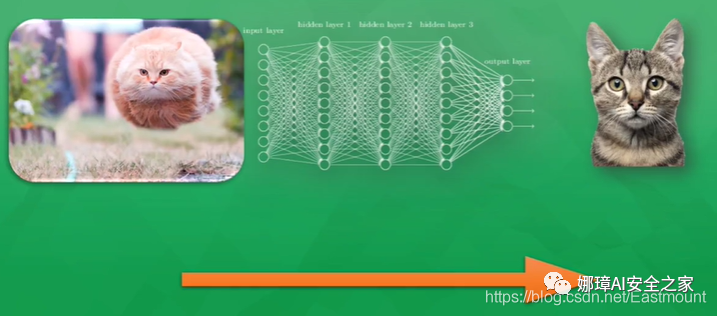 input layer
hidden layer 1 hidden layer 2 hidden layer 3
output layer
娜璋AI安全之家
https://blog.csdn.net/Eastmount